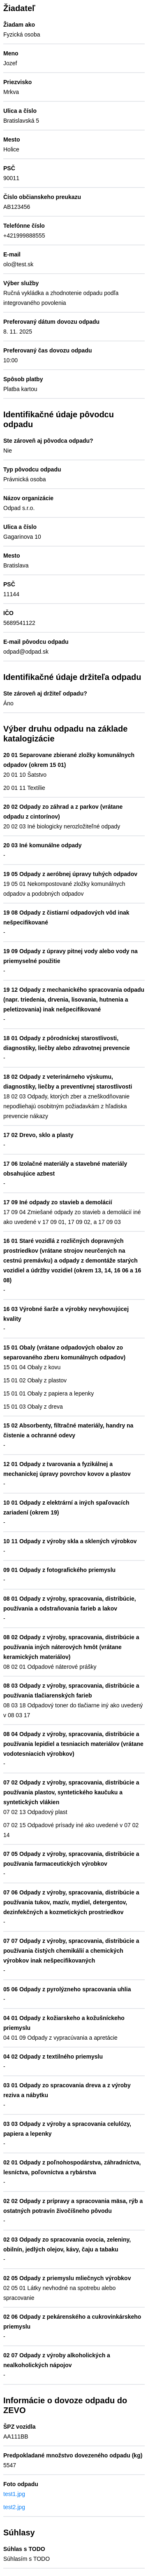 Žiadateľ
Žiadam ako
Fyzická osoba
Meno
Jozef
Priezvisko
Mrkva
Ulica a číslo
Bratislavská 5
Mesto
Holice
PSČ
90011
Číslo občianskeho preukazu
AB123456
Telefónne číslo
+421999888555
E-mail
olo@test.sk
Výber služby
Ručná vykládka a zhodnotenie odpadu podľa
integrovaného povolenia
Preferovaný dátum dovozu odpadu
8. 11. 2025
Preferovaný čas dovozu odpadu
10:00
Spôsob platby
Platba kartou
Identifikačné údaje pôvodcu
odpadu
Ste zároveň aj pôvodca odpadu?
Nie
Typ pôvodcu odpadu
Právnická osoba
Názov organizácie
Odpad s.r.o.
Ulica a číslo
Gagarinova 10
Mesto
Bratislava
PSČ
11144
IČO
5689541122
E-mail pôvodcu odpadu
odpad@odpad.sk
Identifikačné údaje držiteľa odpadu
Ste zároveň aj držiteľ odpadu?
Áno
Výber druhu odpadu na základe
katalogizácie
20 01 Separovane zbierané zložky komunálnych
odpadov (okrem 15 01)
20 01 10 Šatstvo
20 01 11 Textílie
20 02 Odpady zo záhrad a z parkov (vrátane
odpadu z cintorínov)
20 02 03 Iné biologicky nerozložiteľné odpady
20 03 Iné komunálne odpady
-
19 05 Odpady z aeróbnej úpravy tuhých odpadov
19 05 01 Nekompostované zložky komunálnych
odpadov a podobných odpadov
19 08 Odpady z čistiarní odpadových vôd inak
nešpecifikované
-
19 09 Odpady z úpravy pitnej vody alebo vody na
priemyselné použitie
-
19 12 Odpady z mechanického spracovania odpadu
(napr. triedenia, drvenia, lisovania, hutnenia a
peletizovania) inak nešpecifikované
-
18 01 Odpady z pôrodníckej starostlivosti,
diagnostiky, liečby alebo zdravotnej prevencie
-
18 02 Odpady z veterinárneho výskumu,
diagnostiky, liečby a preventívnej starostlivosti
18 02 03 Odpady, ktorých zber a zneškodňovanie
nepodliehajú osobitným požiadavkám z hľadiska
prevencie nákazy
17 02 Drevo, sklo a plasty
-
17 06 Izolačné materiály a stavebné materiály
obsahujúce azbest
-
17 09 Iné odpady zo stavieb a demolácií
17 09 04 Zmiešané odpady zo stavieb a demolácií iné
ako uvedené v 17 09 01, 17 09 02, a 17 09 03
16 01 Staré vozidlá z rozličných dopravných
prostriedkov (vrátane strojov neurčených na
cestnú premávku) a odpady z demontáže starých
vozidiel a údržby vozidiel (okrem 13, 14, 16 06 a 16
08)
-
16 03 Výrobné šarže a výrobky nevyhovujúcej
kvality
-
15 01 Obaly (vrátane odpadových obalov zo
separovaného zberu komunálnych odpadov)
15 01 04 Obaly z kovu
15 01 02 Obaly z plastov
15 01 01 Obaly z papiera a lepenky
15 01 03 Obaly z dreva
15 02 Absorbenty, filtračné materiály, handry na
čistenie a ochranné odevy
-
12 01 Odpady z tvarovania a fyzikálnej a
mechanickej úpravy povrchov kovov a plastov
-
10 01 Odpady z elektrární a iných spaľovacích
zariadení (okrem 19)
-
10 11 Odpady z výroby skla a sklených výrobkov
-
09 01 Odpady z fotografického priemyslu
-
08 01 Odpady z výroby, spracovania, distribúcie,
používania a odstraňovania farieb a lakov
-
08 02 Odpady z výroby, spracovania, distribúcie a
používania iných náterových hmôt (vrátane
keramických materiálov)
08 02 01 Odpadové náterové prášky
08 03 Odpady z výroby, spracovania, distribúcie a
používania tlačiarenských farieb
08 03 18 Odpadový toner do tlačiarne iný ako uvedený
v 08 03 17
08 04 Odpady z výroby, spracovania, distribúcie a
používania lepidiel a tesniacich materiálov (vrátane
vodotesniacich výrobkov)
-
07 02 Odpady z výroby, spracovania, distribúcie a
používania plastov, syntetického kaučuku a
syntetických vlákien
07 02 13 Odpadový plast
07 02 15 Odpadové prísady iné ako uvedené v 07 02
14
07 05 Odpady z výroby, spracovania, distribúcie a
používania farmaceutických výrobkov
-
07 06 Odpady z výroby, spracovania, distribúcie a
používania tukov, mazív, mydiel, detergentov,
dezinfekčných a kozmetických prostriedkov
-
07 07 Odpady z výroby, spracovania, distribúcie a
používania čistých chemikálií a chemických
výrobkov inak nešpecifikovaných
-
05 06 Odpady z pyrolýzneho spracovania uhlia
-
04 01 Odpady z kožiarskeho a kožušníckeho
priemyslu
04 01 09 Odpady z vypracúvania a apretácie
04 02 Odpady z textilného priemyslu
-
03 01 Odpady zo spracovania dreva a z výroby
reziva a nábytku
-
03 03 Odpady z výroby a spracovania celulózy,
papiera a lepenky
-
02 01 Odpady z poľnohospodárstva, záhradníctva,
lesníctva, poľovníctva a rybárstva
-
02 02 Odpady z prípravy a spracovania mäsa, rýb a
ostatných potravín živočíšneho pôvodu
-
02 03 Odpady zo spracovania ovocia, zeleniny,
obilnín, jedlých olejov, kávy, čaju a tabaku
-
02 05 Odpady z priemyslu mliečnych výrobkov
02 05 01 Látky nevhodné na spotrebu alebo
spracovanie
02 06 Odpady z pekárenského a cukrovinkárskeho
priemyslu
-
02 07 Odpady z výroby alkoholických a
nealkoholických nápojov
-
Informácie o dovoze odpadu do
ZEVO
ŠPZ vozidla
AA111BB
Predpokladané množstvo dovezeného odpadu (kg)
5547
Foto odpadu
test1.jpg
test2.jpg
Súhlasy
Súhlas s TODO
Súhlasím s TODO